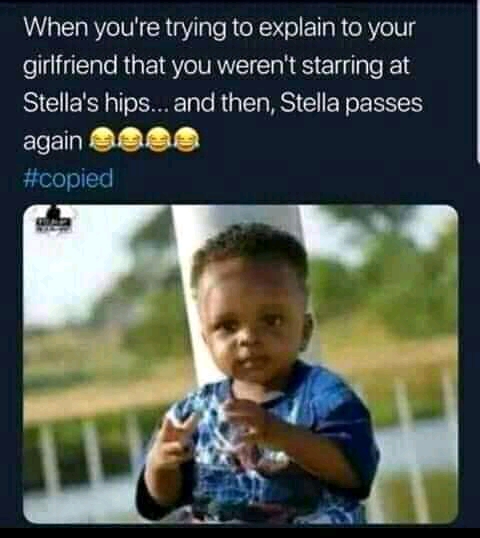 When you're trying to explain to your
girlfriend that you weren't starring at
Stella's hips... and then, Stella passes
again 😂😂😂😂
#copied